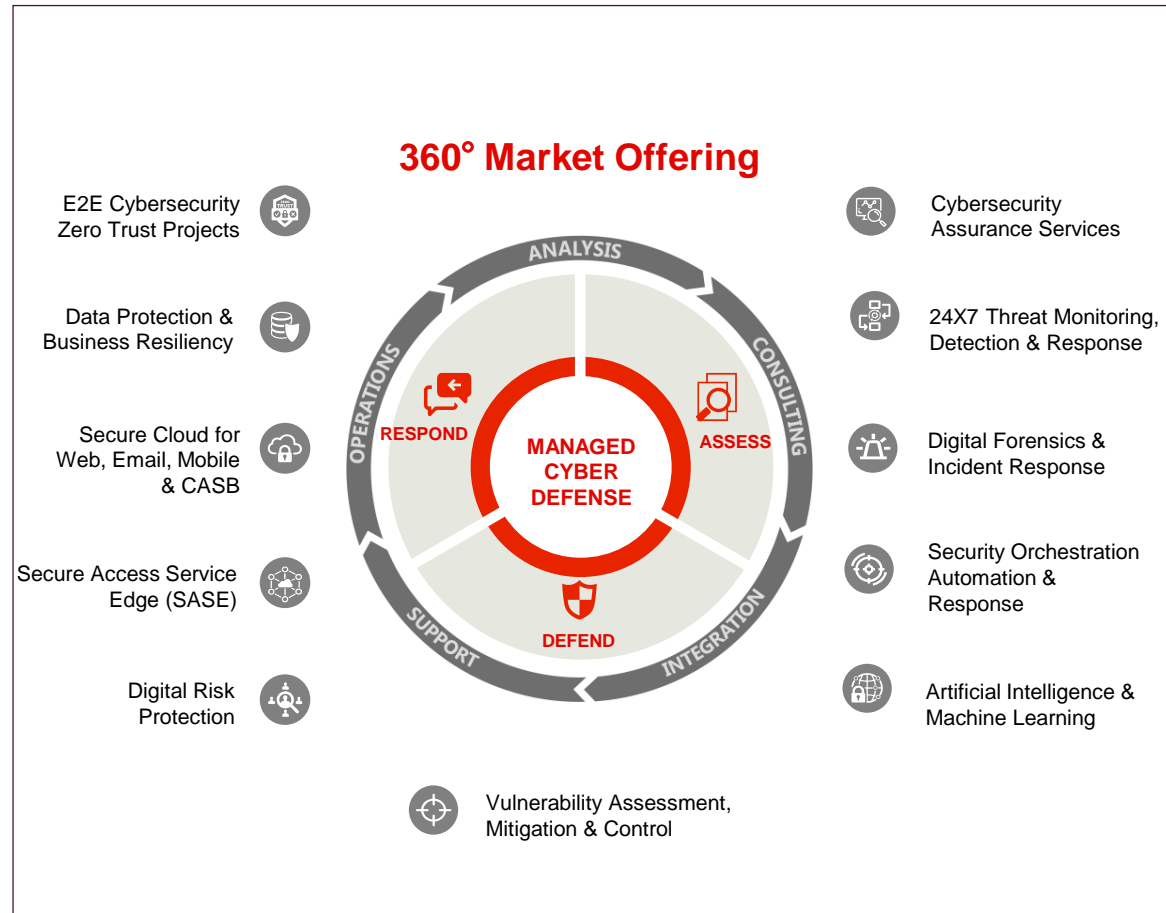 360° Market Offering
E2E Cybersecurity
Zero Trust Projects
Data Protection &
Business Resiliency
Secure Cloud for
Web, Email, Mobile
& CASB
Secure Access Service
Edge (SASE)
Digital Risk
Protection
ANALYSIS
CONSULTING
INTEGRATION
SUPPORT
OPERATIONS
RESPOND
ASSESS
DEFEND
MANAGED
CYBER
DEFENSE
Cybersecurity
Assurance Services
24X7 Threat Monitoring,
Detection & Response
Digital Forensics &
Incident Response
Security Orchestration
Automation &
Response
Artificial Intelligence &
Machine Learning
Vulnerability Assessment,
Mitigation & Control